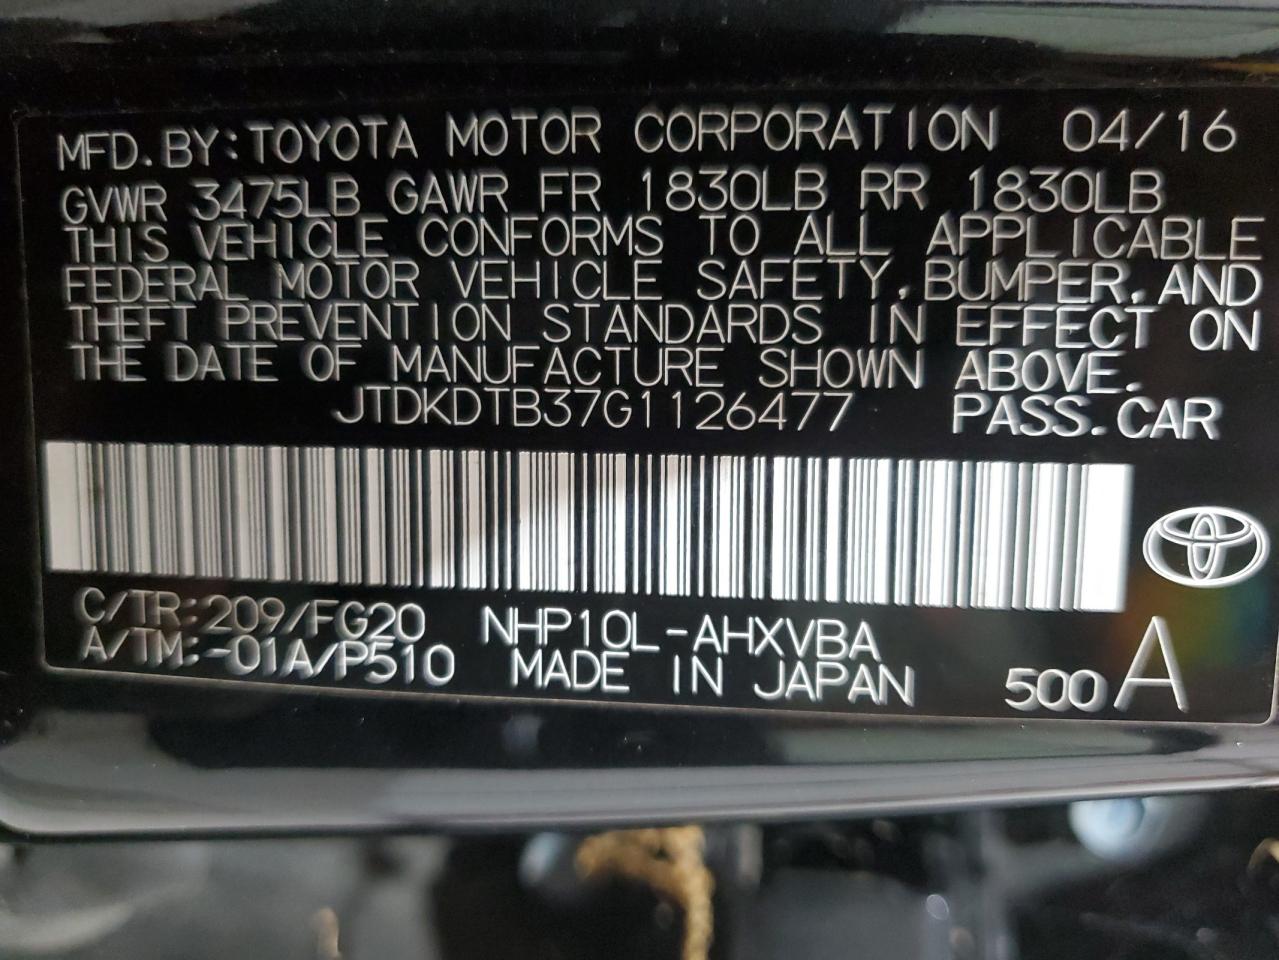 MFD. BY: TOYOTA MOTOR CORPORATION 04/16
GVWR 3475LB GAWR FR 1830LB RR 1830LB
THIS VEHICLE CONFORMS TO ALL APPLICABLE
FEDERAL MOTOR VEHICLE SAFETY, BUMPER, AND
THEFT PREVENTION STANDARDS IN EFFECT ON
THE DATE OF MANUFACTURE SHOWN ABOVE.
JTDKDTB37G1126477 PASS. CAR
C/TR: 209/FG20 NHP10L-AHXVBA
A/TM: -01A/P510 MADE IN JAPAN 500 A